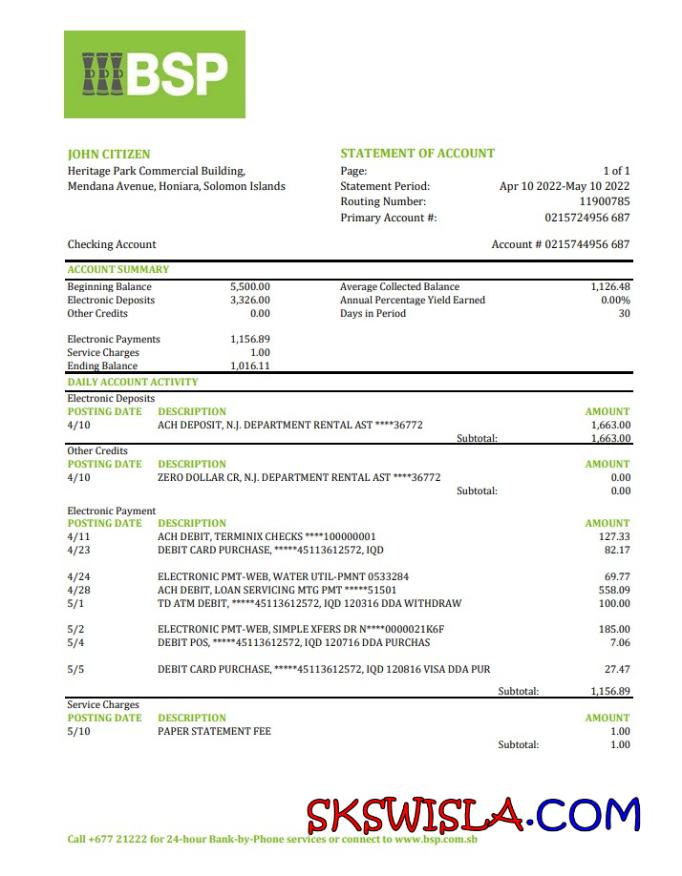 BSP
JOHN CITIZEN
Heritage Park Commercial Building,
Mendana Avenue, Honiara, Solomon Islands
STATEMENT OF ACCOUNT
Page: 1 of 1
Statement Period: Apr 10 2022-May 10 2022
Routing Number: 11900785
Primary Account #: 0215724956 687
Checking Account Account # 0215744956 687
ACCOUNT SUMMARY
Beginning Balance 5,500.00 Average Collected Balance 1,126.48
Electronic Deposits 3,326.00 Annual Percentage Yield Earned 0.00%
Other Credits 0.00 Days in Period 30
Electronic Payments 1,156.89
Service Charges 1.00
Ending Balance 1,016.11
DAILY ACCOUNT ACTIVITY
Electronic Deposits
POSTING DATE DESCRIPTION AMOUNT
4/10 ACH DEPOSIT, N.J. DEPARTMENT RENTAL AST ****36772 1,663.00
Subtotal: 1,663.00
Other Credits
POSTING DATE DESCRIPTION AMOUNT
4/10 ZERO DOLLAR CR, N.J. DEPARTMENT RENTAL AST ****36772 0.00
Subtotal: 0.00
Electronic Payment
POSTING DATE DESCRIPTION AMOUNT
4/11 ACH DEBIT, TERMINIX CHECKS ****100000001 127.33
4/23 DEBIT CARD PURCHASE, *****45113612572, IQD 82.17
4/24 ELECTRONIC PMT-WEB, WATER UTIL-PMNT 0533284 69.77
4/28 ACH DEBIT, LOAN SERVICING MTG PMT *****51501 558.09
5/1 TD ATM DEBIT, *****45113612572, IQD 120316 DDA WITHDRAW 100.00
5/2 ELECTRONIC PMT-WEB, SIMPLE XFERS DR N****0000021K6F 185.00
5/4 DEBIT POS, *****45113612572, IQD 120716 DDA PURCHAS 7.06
5/5 DEBIT CARD PURCHASE, *****45113612572, IQD 120816 VISA DDA PUR 27.47
Subtotal: 1,156.89
Service Charges
POSTING DATE DESCRIPTION AMOUNT
5/10 PAPER STATEMENT FEE 1.00
Subtotal: 1.00
SKSWISLA.COM
Call +677 21222 for 24-hour Bank-by-Phone services or connect to www.bsp.com.sb